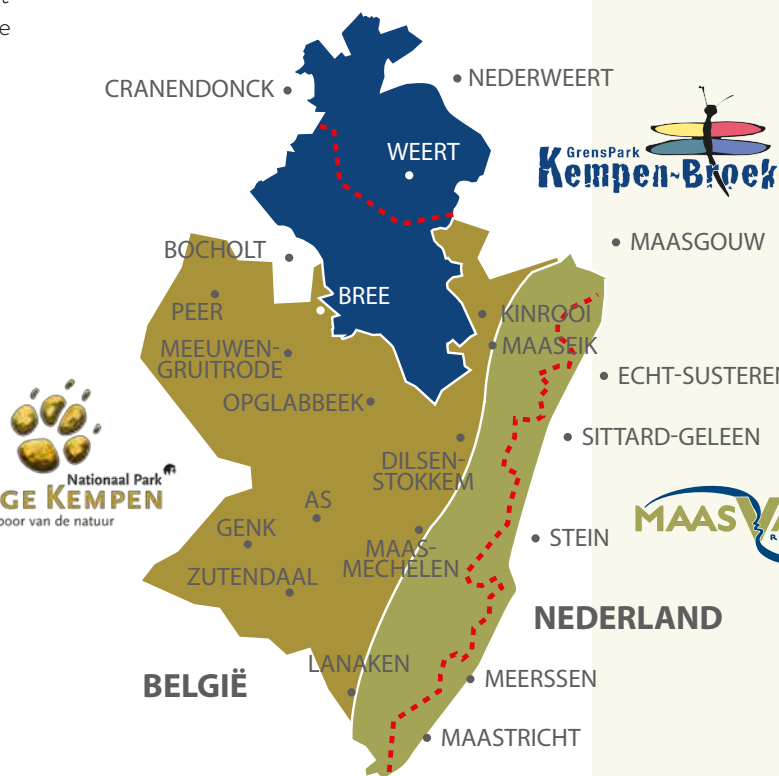 e
CRANENDONCK
NEDERWEERT
WEERT
GrensPark
Kempen~Broek
MAASGOUW
BOCHOLT
BREE
PEER
KINROOI
MEEUWEN-
GRUITRODE
MAASEIK
ECHT-SUSTEREN
OPGLABBEEK
SITTARD-GELEEN
DILSEN-
STOKKEM
Nationaal Park
GE KEMPEN
poor van de natuur
AS
GENK
MAAS-
MECHELEN
STEIN
MAASVA
R
ZUTENDAAL
NEDERLAND
LANAKEN
BELGIË
MEERSSEN
MAASTRICHT